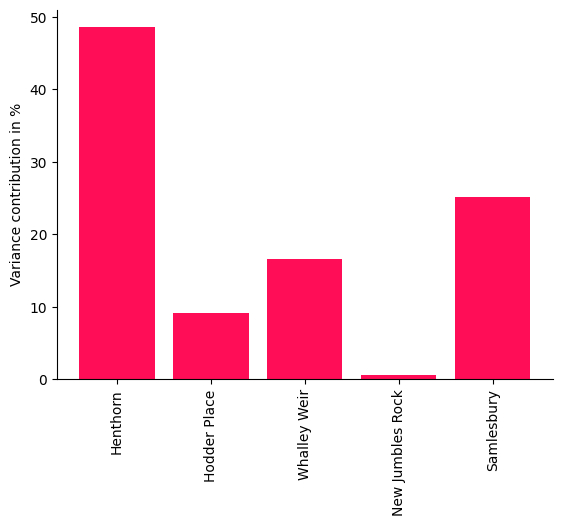 Variance contribution in %
50
40
30
20
10
0
Henthorn
Hodder Place
Whalley Weir
New Jumbles Rock
Samlesbury